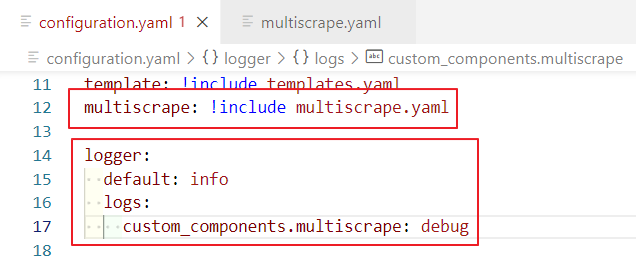 configuration.yaml 1 × multiscrape.yaml
configuration.yaml > {} logger > {} logs > abc custom_components.multiscrape
11 template: !include templates.yaml
12 multiscrape: !include multiscrape.yaml
13
14 logger:
15 default: info
16 logs:
17 custom_components.multiscrape: debug
18